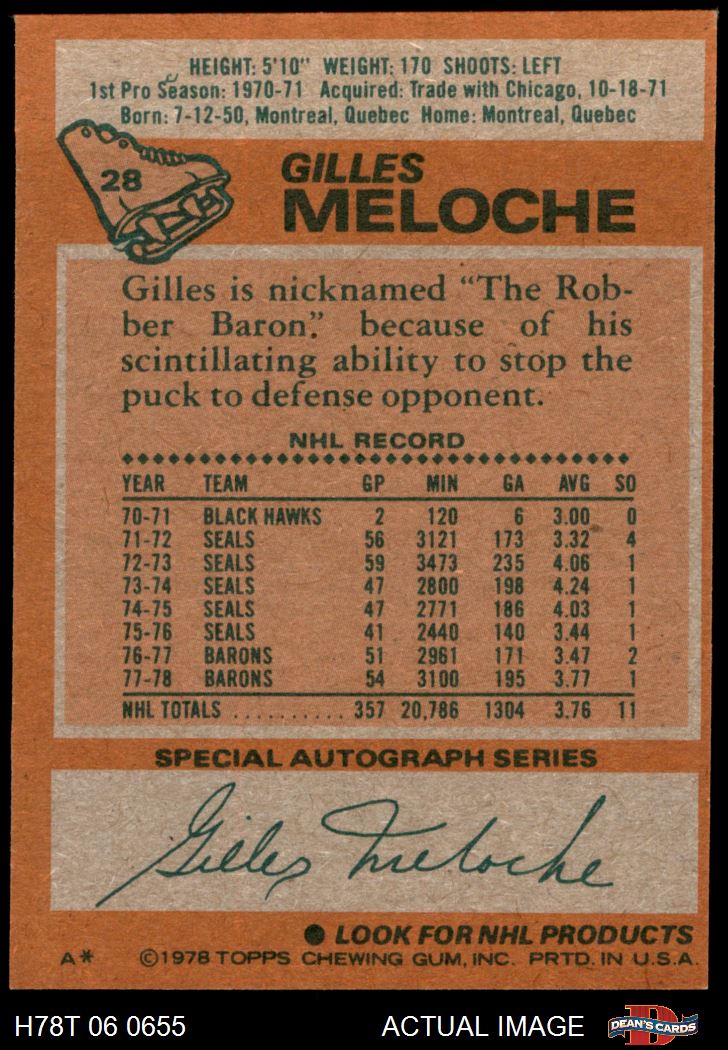 HEIGHT: 5'10" WEIGHT: 170 SHOOTS: LEFT
1st Pro Season: 1970-71 Acquired: Trade with Chicago, 10-18-71
Born: 7-12-50, Montreal, Quebec Home: Montreal, Quebec
28
GILLES
MELOCHE
Gilles is nicknamed "The Rob-
ber Baron," because of his
scintillating ability to stop the
puck to defense opponent.
NHL RECORD
YEAR TEAM GP MIN GA AVG SO
70-71 BLACK HAWKS 2 120 6 3.00 0
71-72 SEALS 56 3121 173 3.32 4
72-73 SEALS 59 3473 235 4.06 1
73-74 SEALS 47 2800 198 4.24 1
74-75 SEALS 47 2771 186 4.03 1
75-76 SEALS 41 2440 140 3.44 1
76-77 BARONS 51 2961 171 3.47 2
77-78 BARONS 54 3100 195 3.77 1
NHL TOTALS .......... 357 20,786 1304 3.76 11
SPECIAL AUTOGRAPH SERIES
Gilles Meloche
● LOOK FOR NHL PRODUCTS
A* ©1978 TOPPS CHEWING GUM, INC. PRTD. IN U.S.A.
H78T 06 0655 ACTUAL IMAGE D DEAN'S CARDS